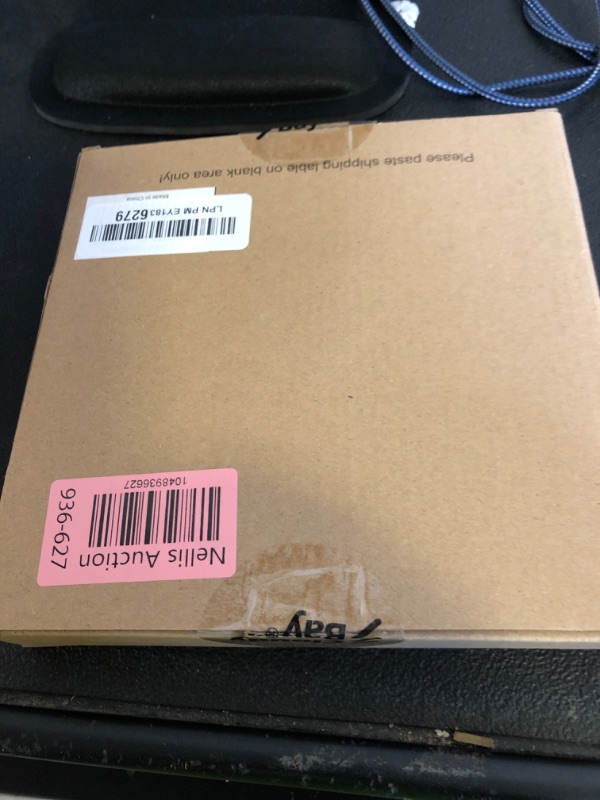 Please paste shipping lable on blank area only!
Made in China
LPN PM EY1836279
Nellis Auction
1048936627
936-627
Bay®